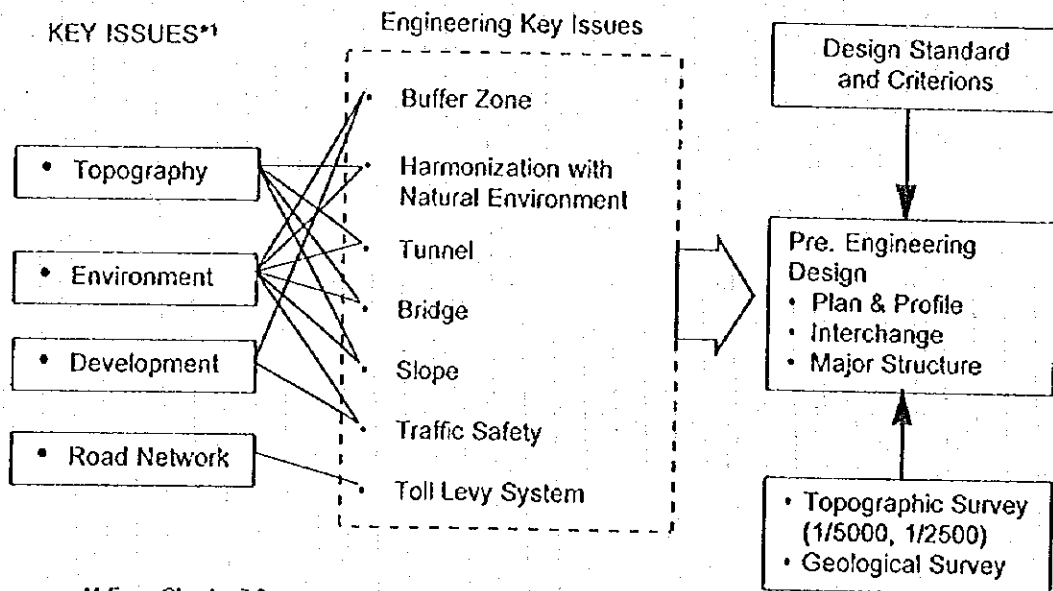 KEY ISSUES*1
Engineering Key Issues
• Topography
• Environment
• Development
• Road Network
• Buffer Zone
• Harmonization with
Natural Environment
• Tunnel
• Bridge
• Slope
• Traffic Safety
• Toll Levy System
Design Standard
and Criterions
Pre. Engineering
Design
• Plan & Profile
• Interchange
• Major Structure
• Topographic Survey
(1/5000, 1/2500)
• Geological Survey